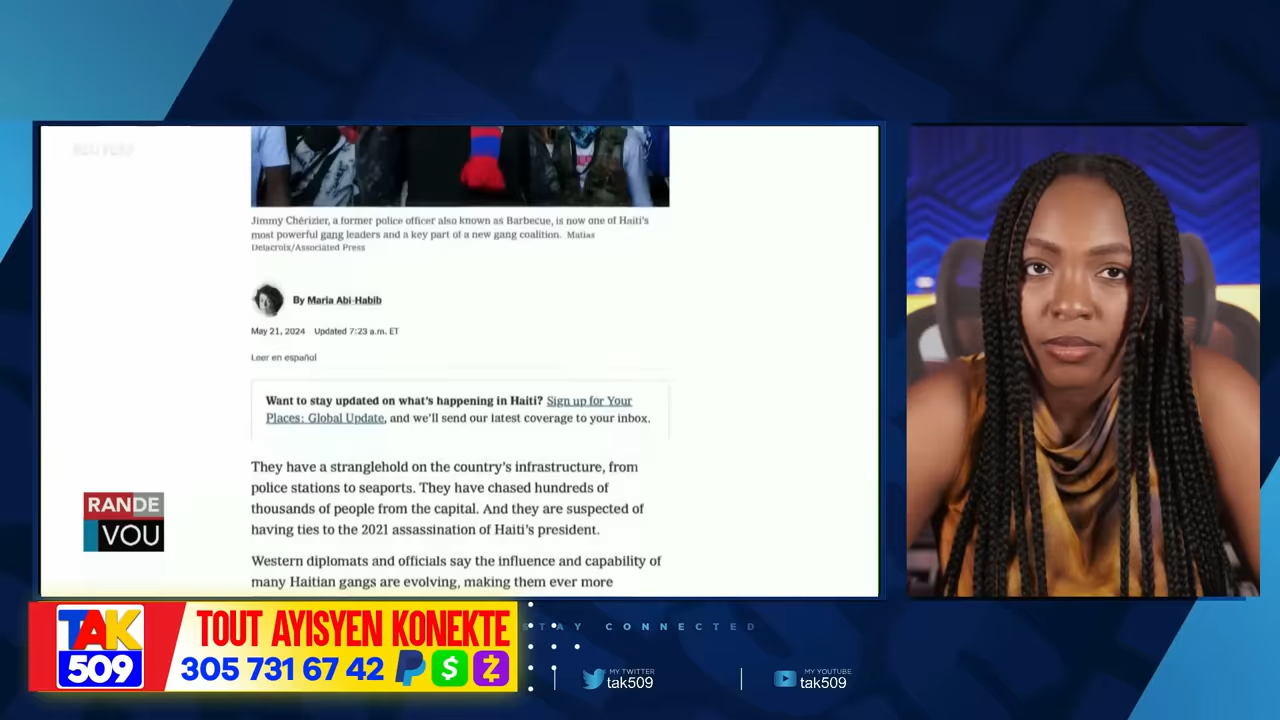 Jimmy Chérizier, a former police officer also known as Barbecue, is now one of Haiti's
most powerful gang leaders and a key part of a new gang coalition. Matias
Delacroix/Associated Press
By Maria Abi-Habib
May 21, 2024 Updated 7:23 a.m. ET
Leer en español
Want to stay updated on what's happening in Haiti? Sign up for Your
Places: Global Update, and we'll send our latest coverage to your inbox.
They have a stranglehold on the country's infrastructure, from
police stations to seaports. They have chased hundreds of
thousands of people from the capital. And they are suspected of
having ties to the 2021 assassination of Haiti's president.
Western diplomats and officials say the influence and capability of
many Haitian gangs are evolving, making them ever more
RANDE
VOU
TAK
509
TOUT AYISYEN KONEKTE
305 731 67 42
STAY CONNECTED
MY TWITTER
tak509
MY YOUTUBE
tak509